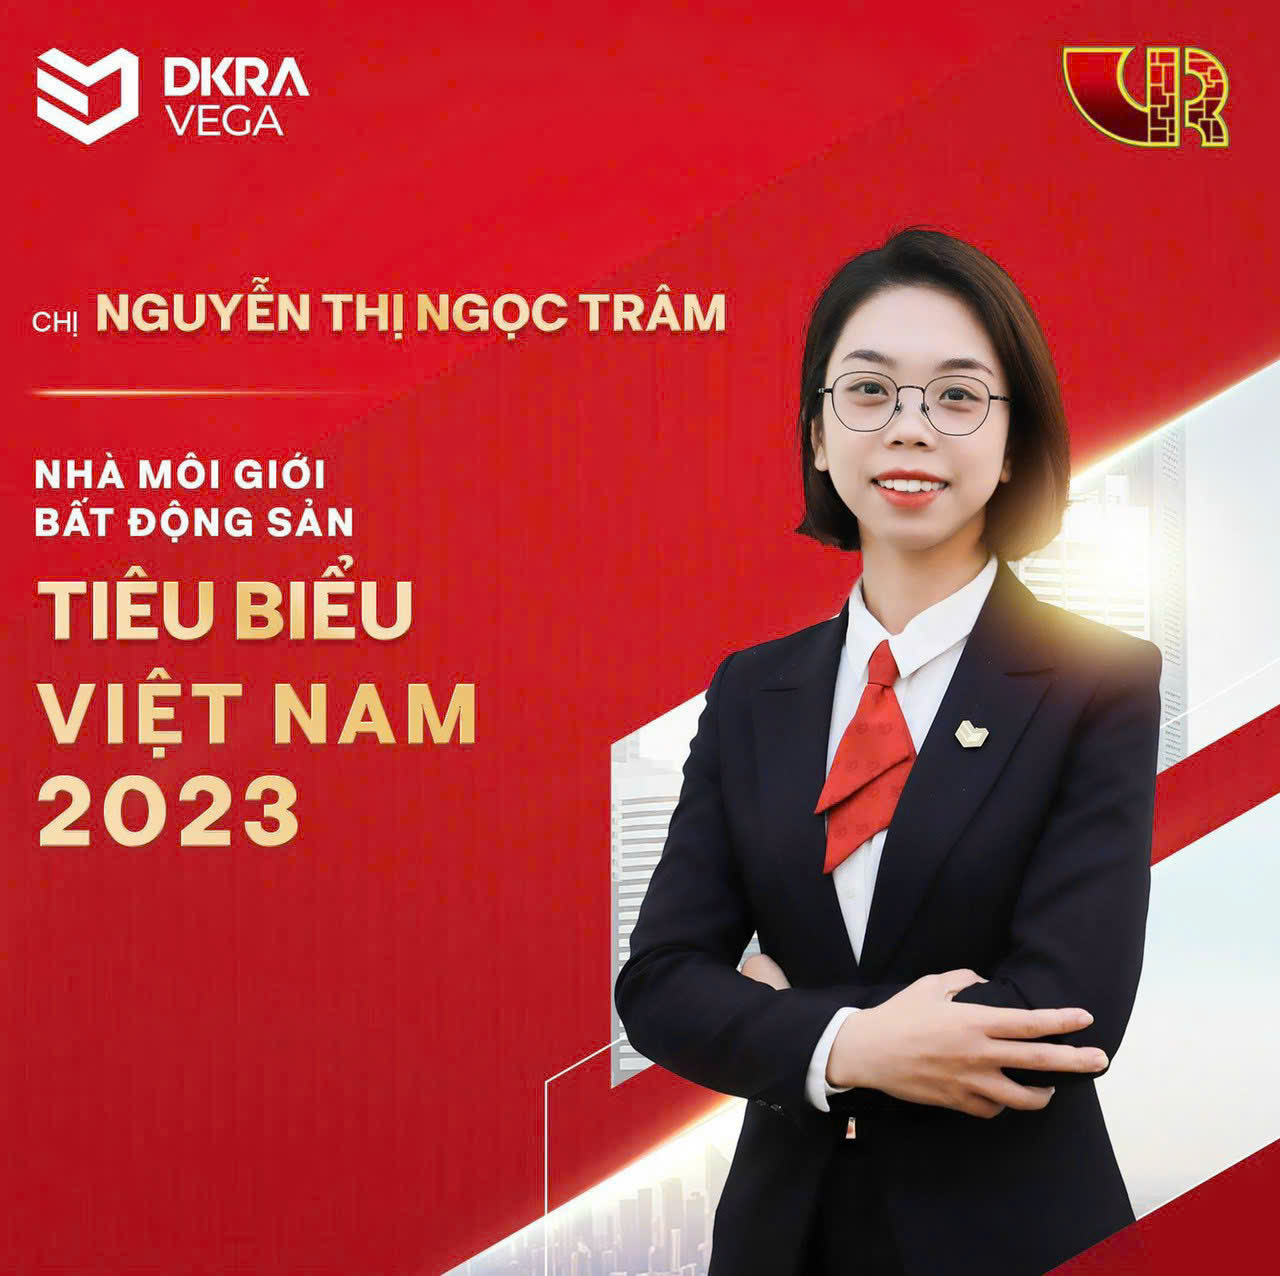 DKRA
VEGA
CHỊ NGUYỄN THỊ NGỌC TRÂM
NHÀ MÔI GIỚI
BẤT ĐỘNG SẢN
TIÊU BIỂU
VIỆT NAM
2023